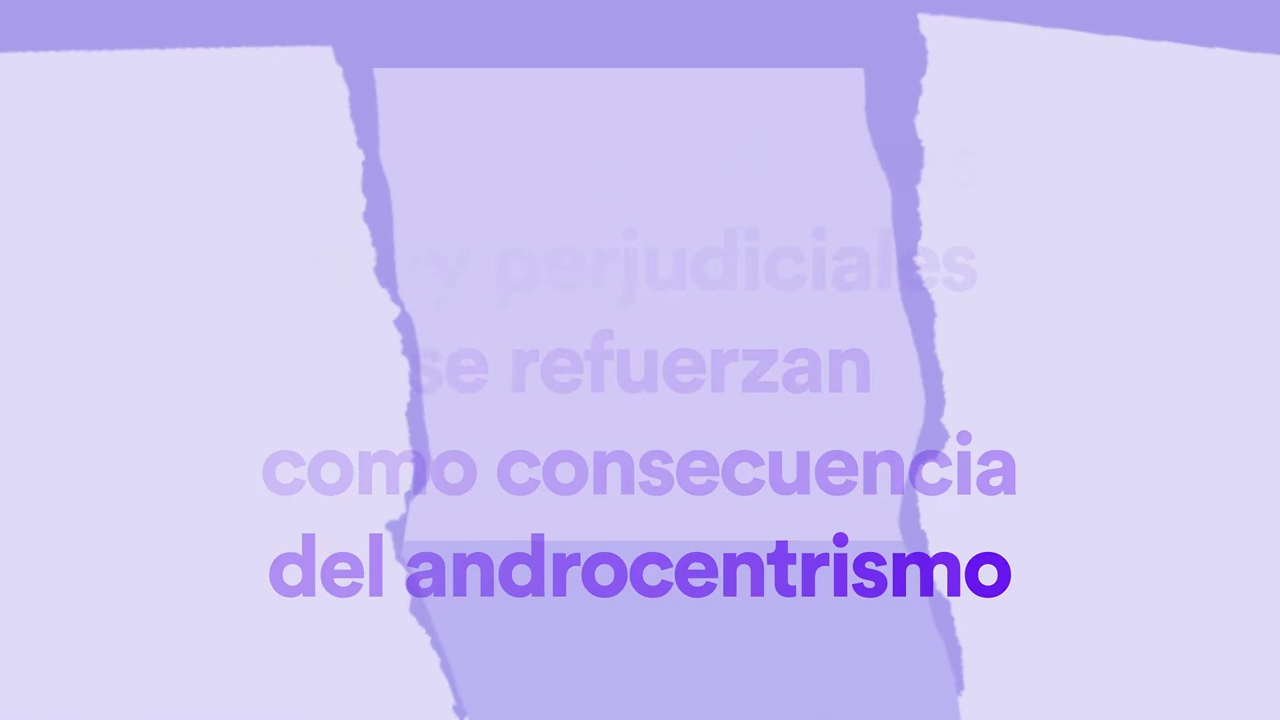 muy perjudiciales
se refuerzan
como consecuencia
del androcentrismo